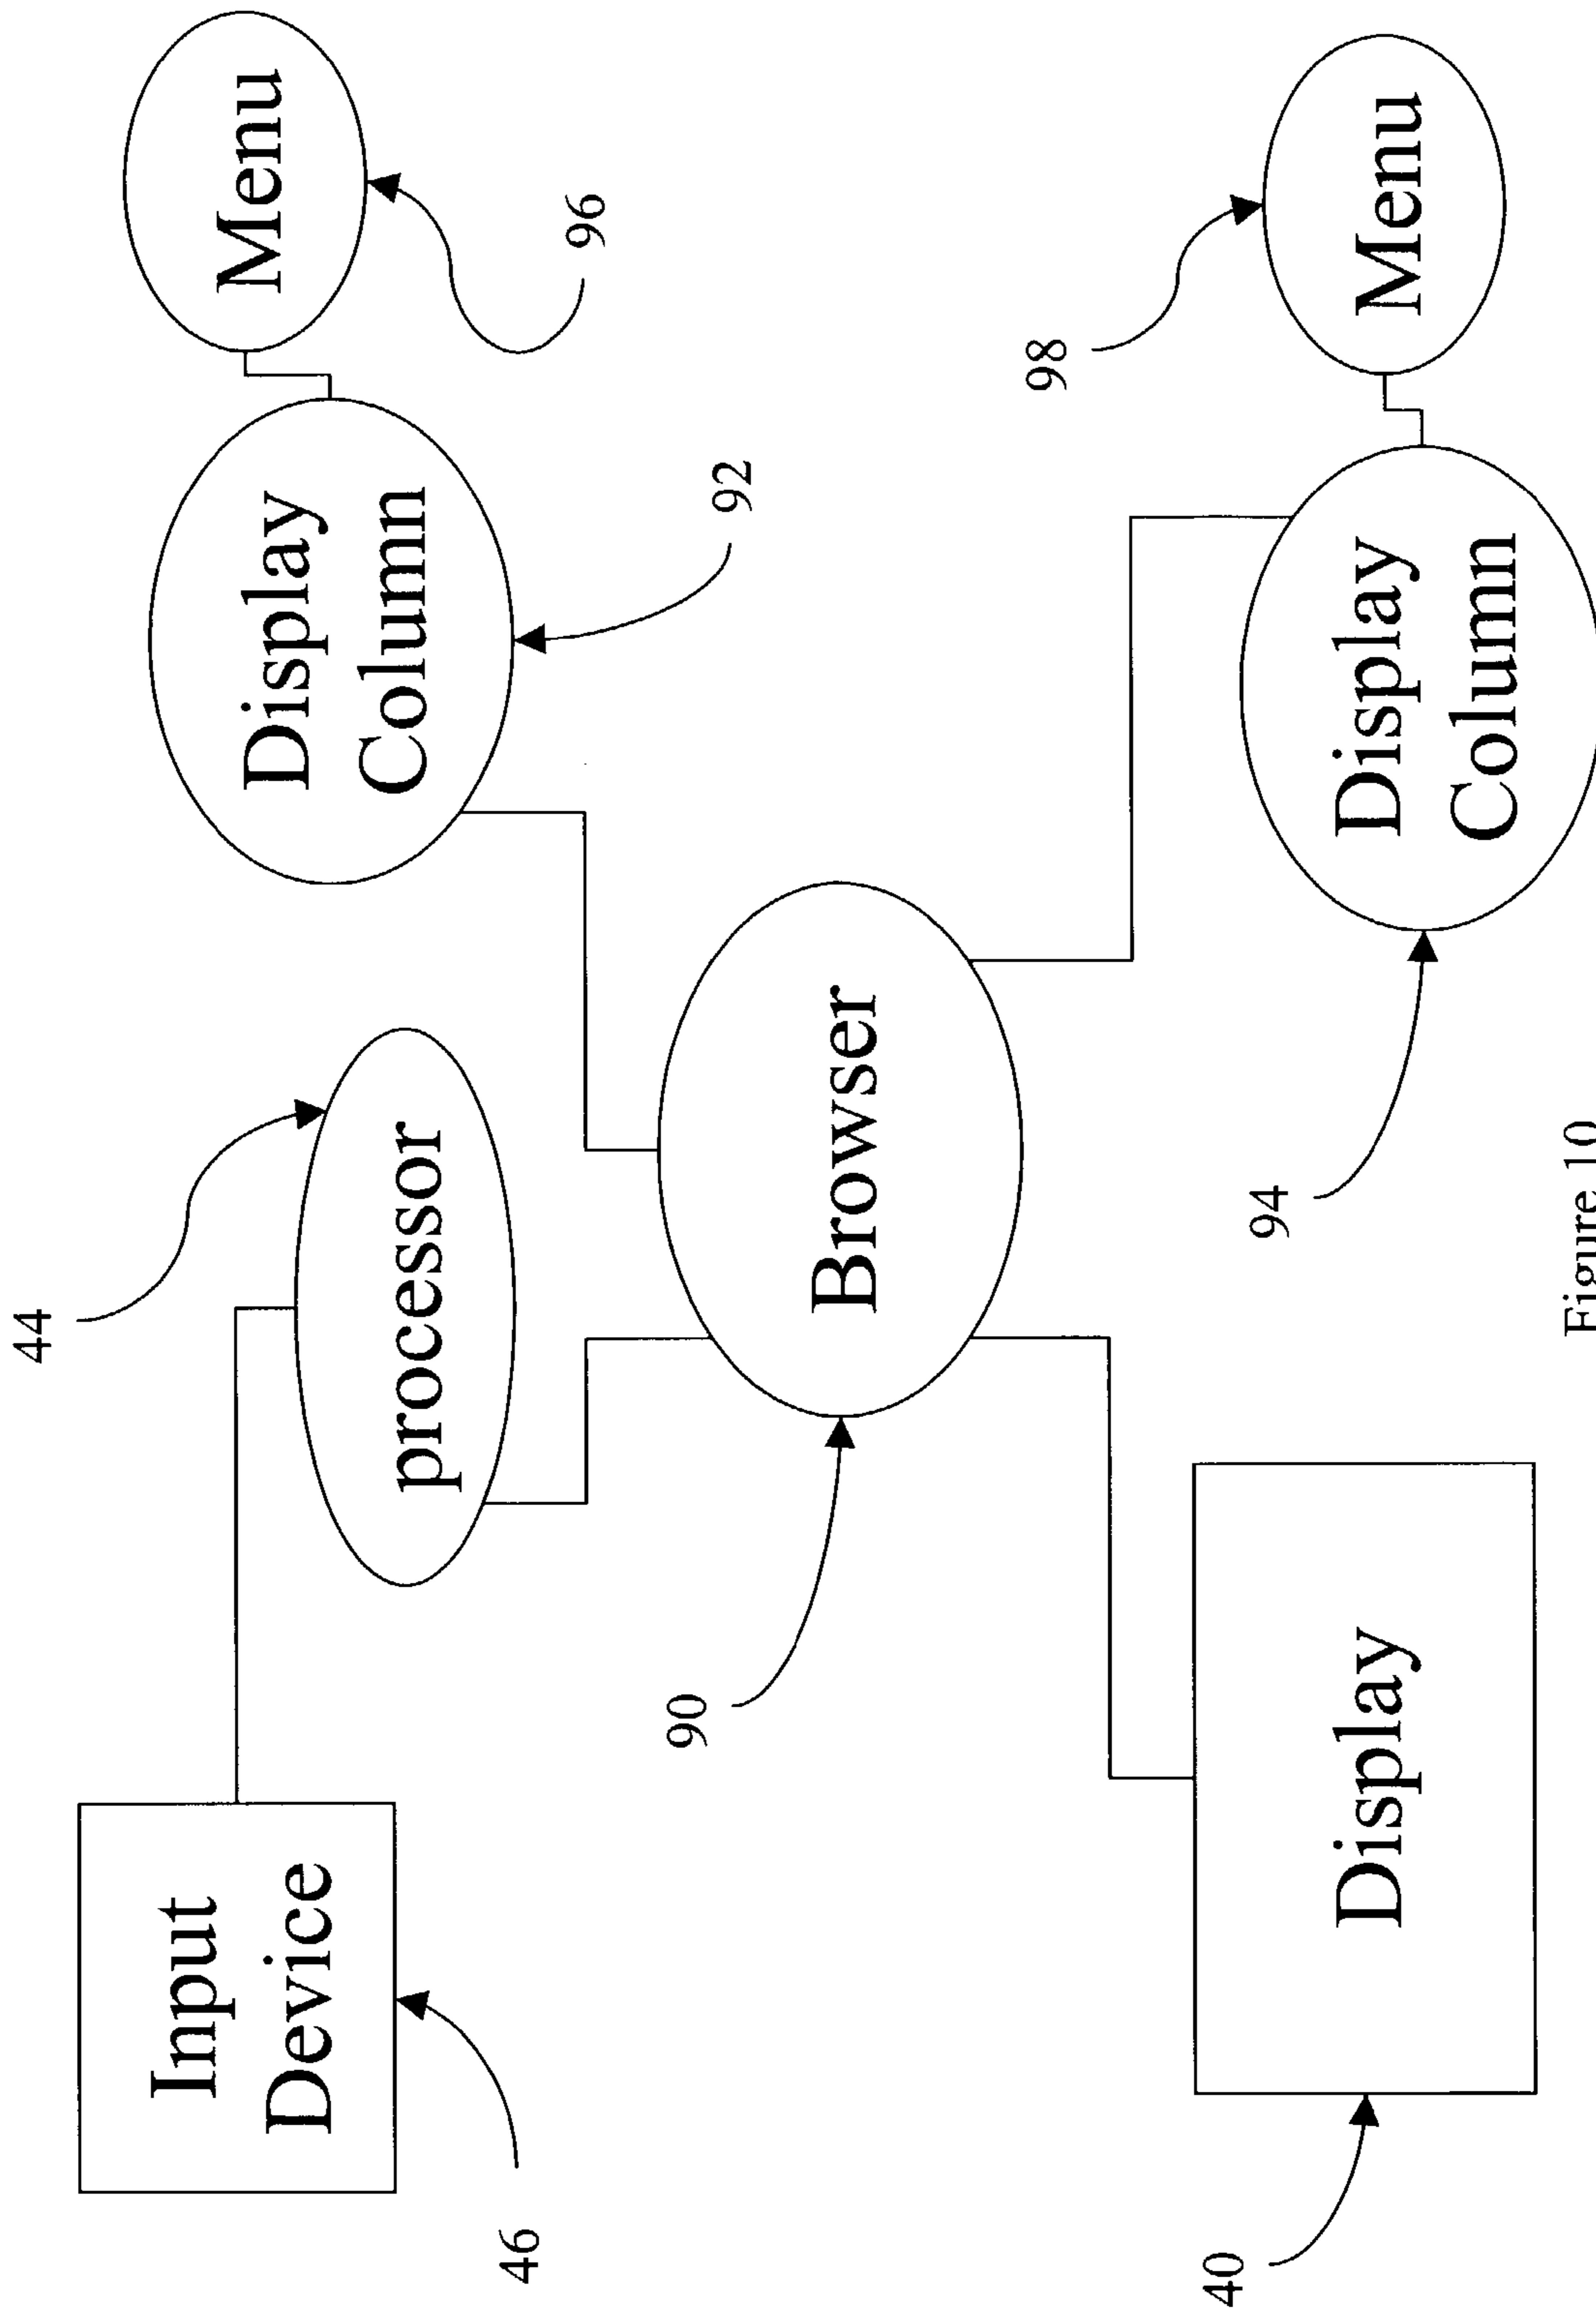 44
46
Input
Device
processor
Display
Column
92
Menu
96
90
Browser
40
Display
94
Display
Column
98
Menu
Figure 10